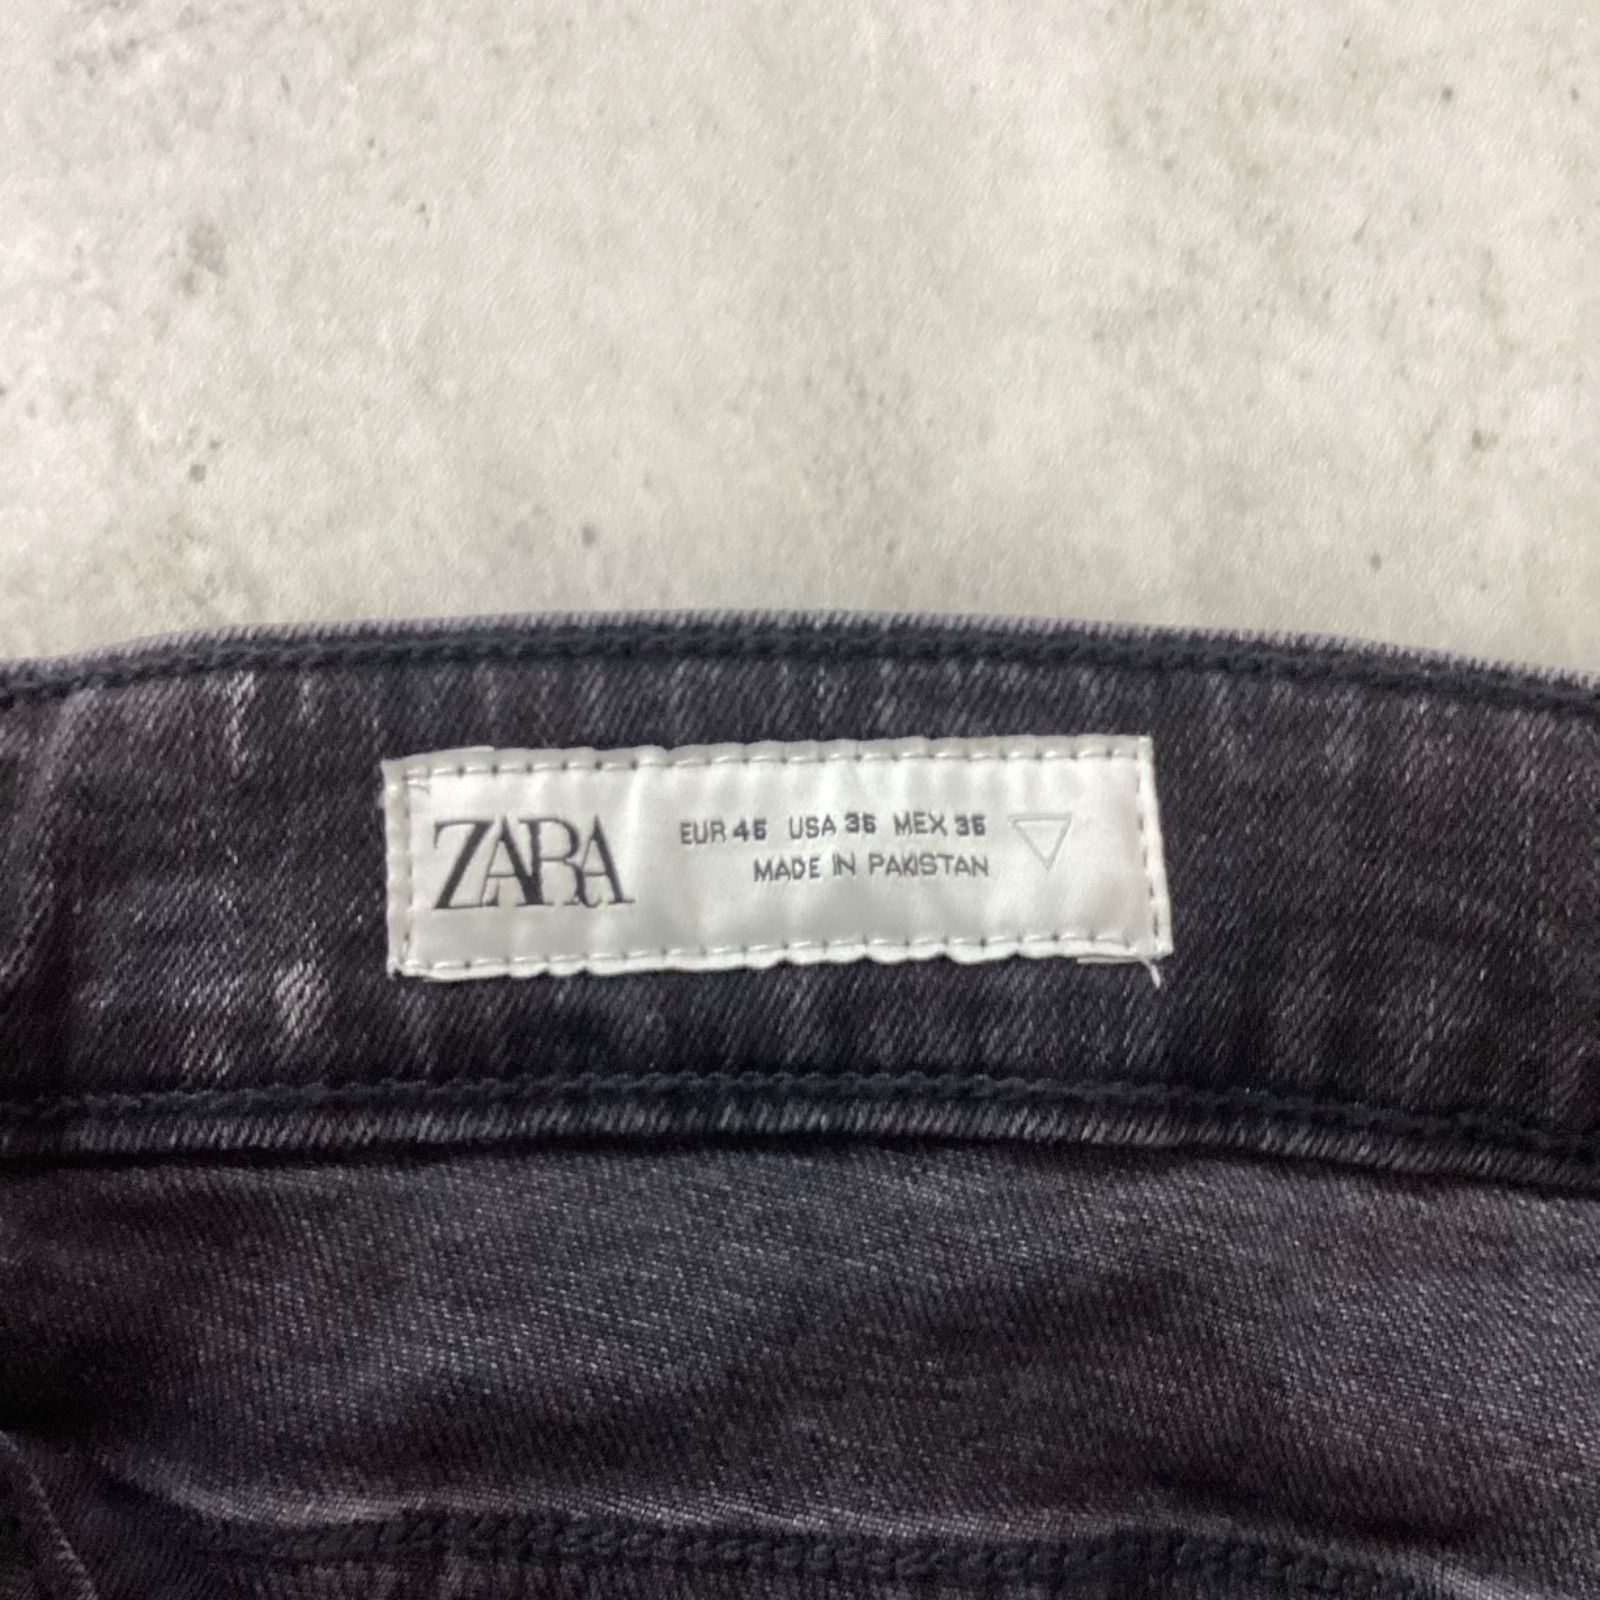 ZARA
EUR 46 USA 36 MEX 36
MADE IN PAKISTAN